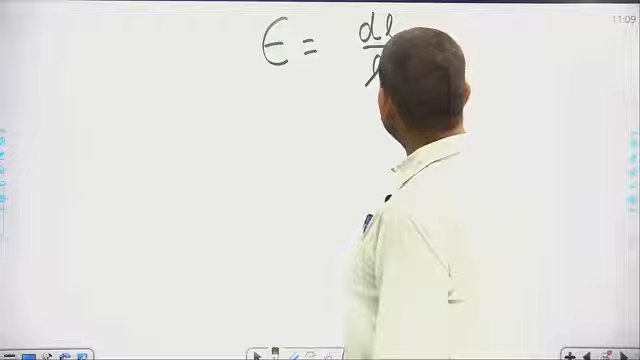 11:09
ε = dl/l